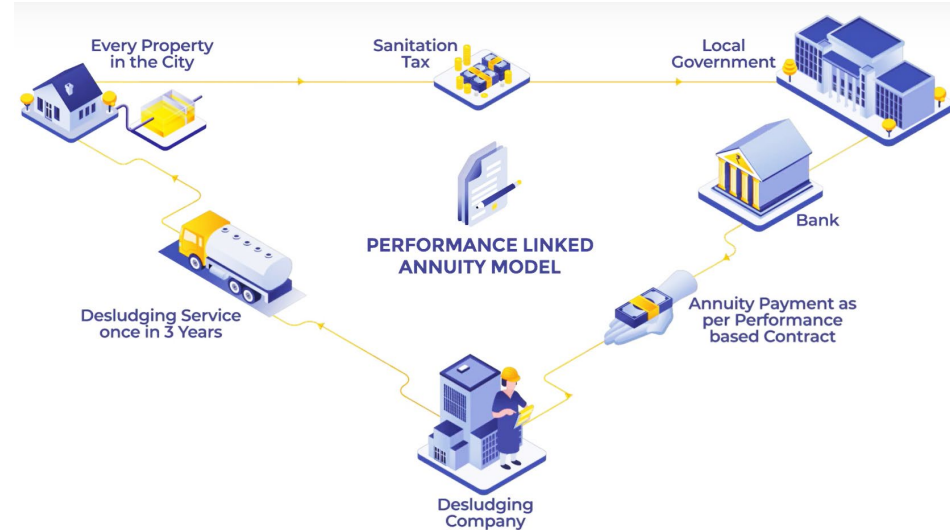 Every Property
in the City
Sanitation
Tax
Local
Government
Bank
PERFORMANCE LINKED
ANNUITY MODEL
Desludging Service
once in 3 Years
Annuity Payment as
per Performance
based Contract
Desludging
Company